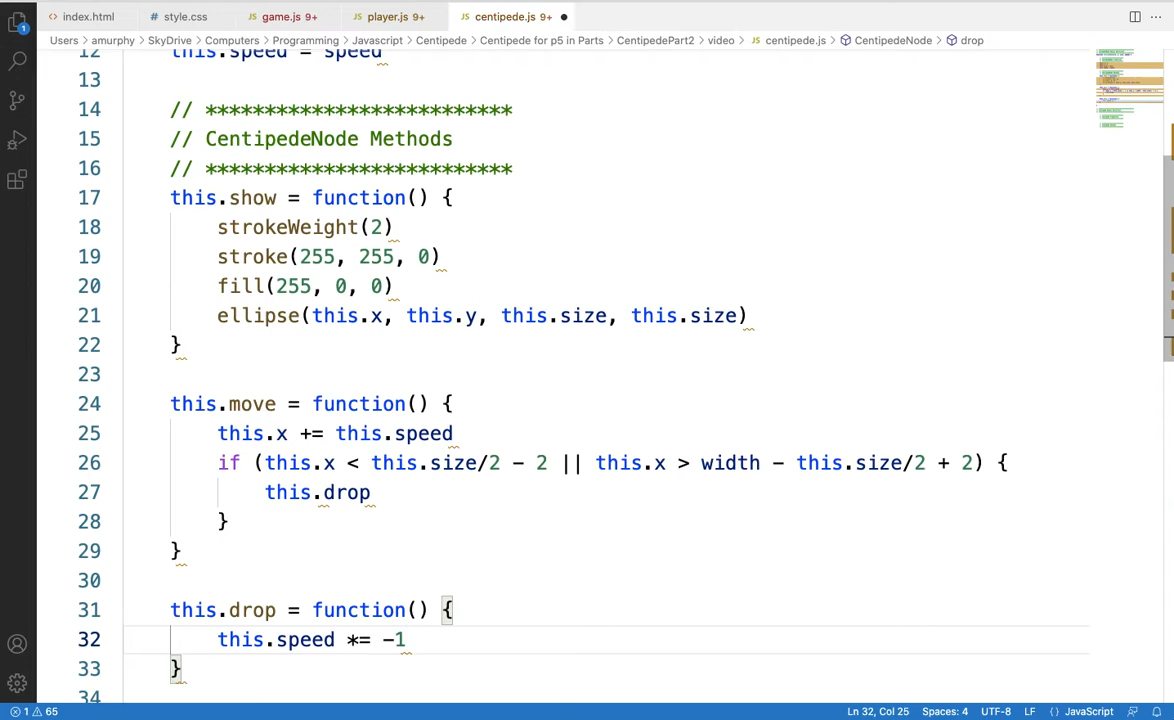 index.html
style.css
game.js 9+
player.js 9+
centipede.js 9+
Users > amurphy > SkyDrive > Computers > Programming > Javascript > Centipede > Centipede for p5 in Parts > CentipedePart2 > video > centipede.js > CentipedeNode > drop
12 this.speed = speed
13
14 // **************************
15 // CentipedeNode Methods
16 // **************************
17 this.show = function() {
18 strokeWeight(2)
19 stroke(255, 255, 0)
20 fill(255, 0, 0)
21 ellipse(this.x, this.y, this.size, this.size)
22 }
23
24 this.move = function() {
25 this.x += this.speed
26 if (this.x < this.size/2 - 2 || this.x > width - this.size/2 + 2) {
27 this.drop
28 }
29 }
30
31 this.drop = function() {
32 this.speed *= -1
33 }
34
1
1 65
Ln 32, Col 25 Spaces: 4 UTF-8 LF {} JavaScript